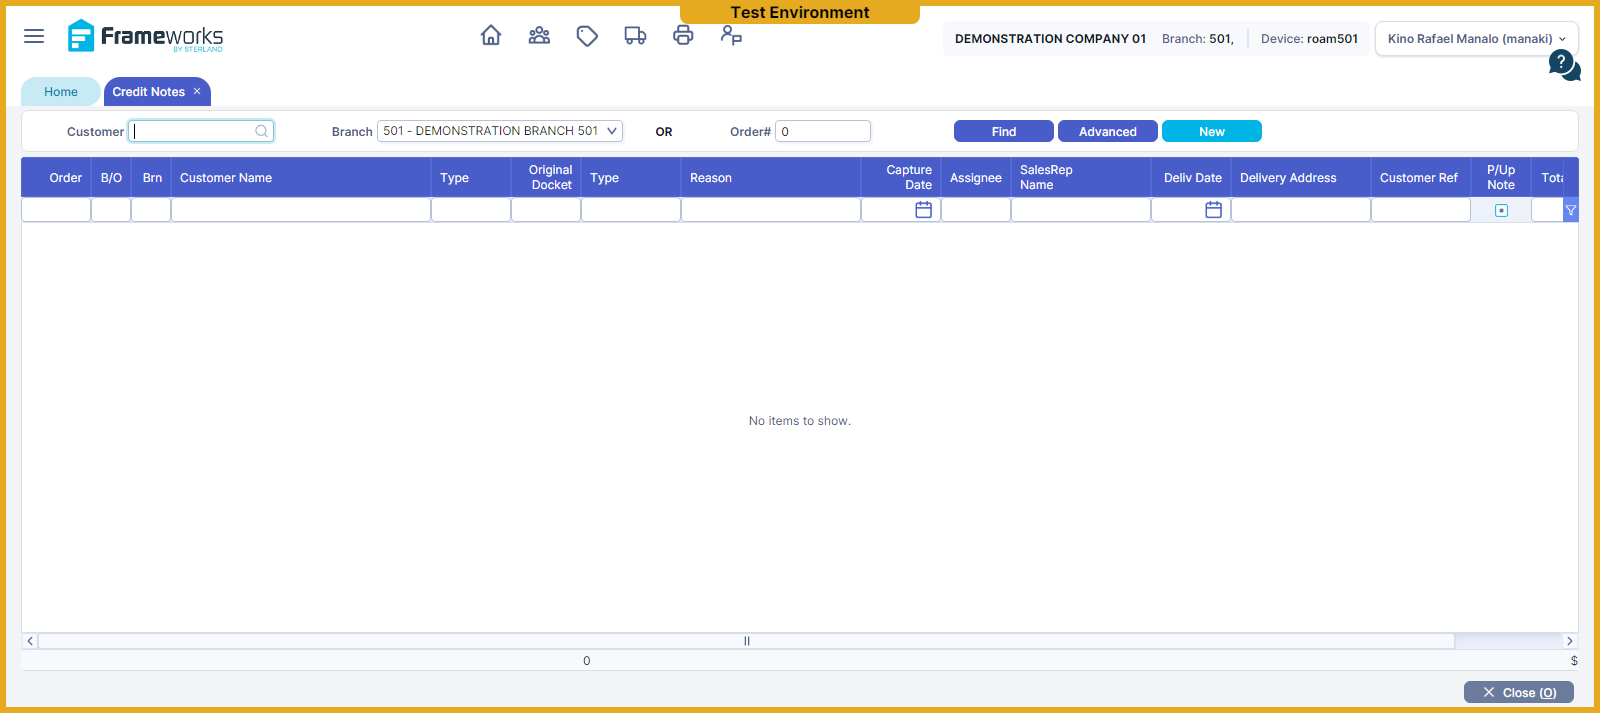 Test Environment
Frameworks
BY STERLAND
DEMONSTRATION COMPANY 01 Branch: 501, Device: roam501 Kino Rafael Manalo (manaki)
?
Home Credit Notes ×
Customer Branch 501 - DEMONSTRATION BRANCH 501 OR Order# 0 Find Advanced New
Order B/O Brn Customer Name Type Original Docket Type Reason Capture Date Assignee SalesRep Name Deliv Date Delivery Address Customer Ref P/Up Note Tota
No items to show.
0 $
Close (O)